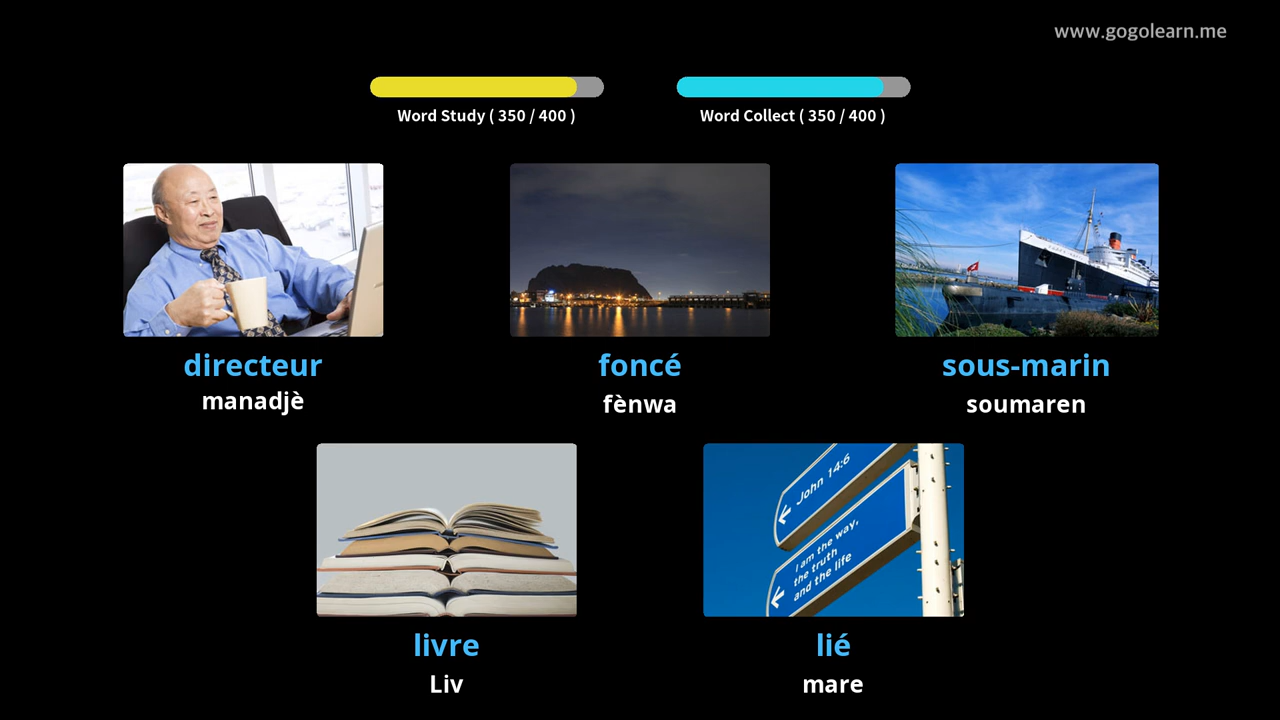 www.gogolearn.me
Word Study ( 350 / 400 )
Word Collect ( 350 / 400 )
directeur
manadjè
foncé
fènwa
sous-marin
soumaren
John 14:6
I am the way,
the truth
and the life
livre
Liv
lié
mare